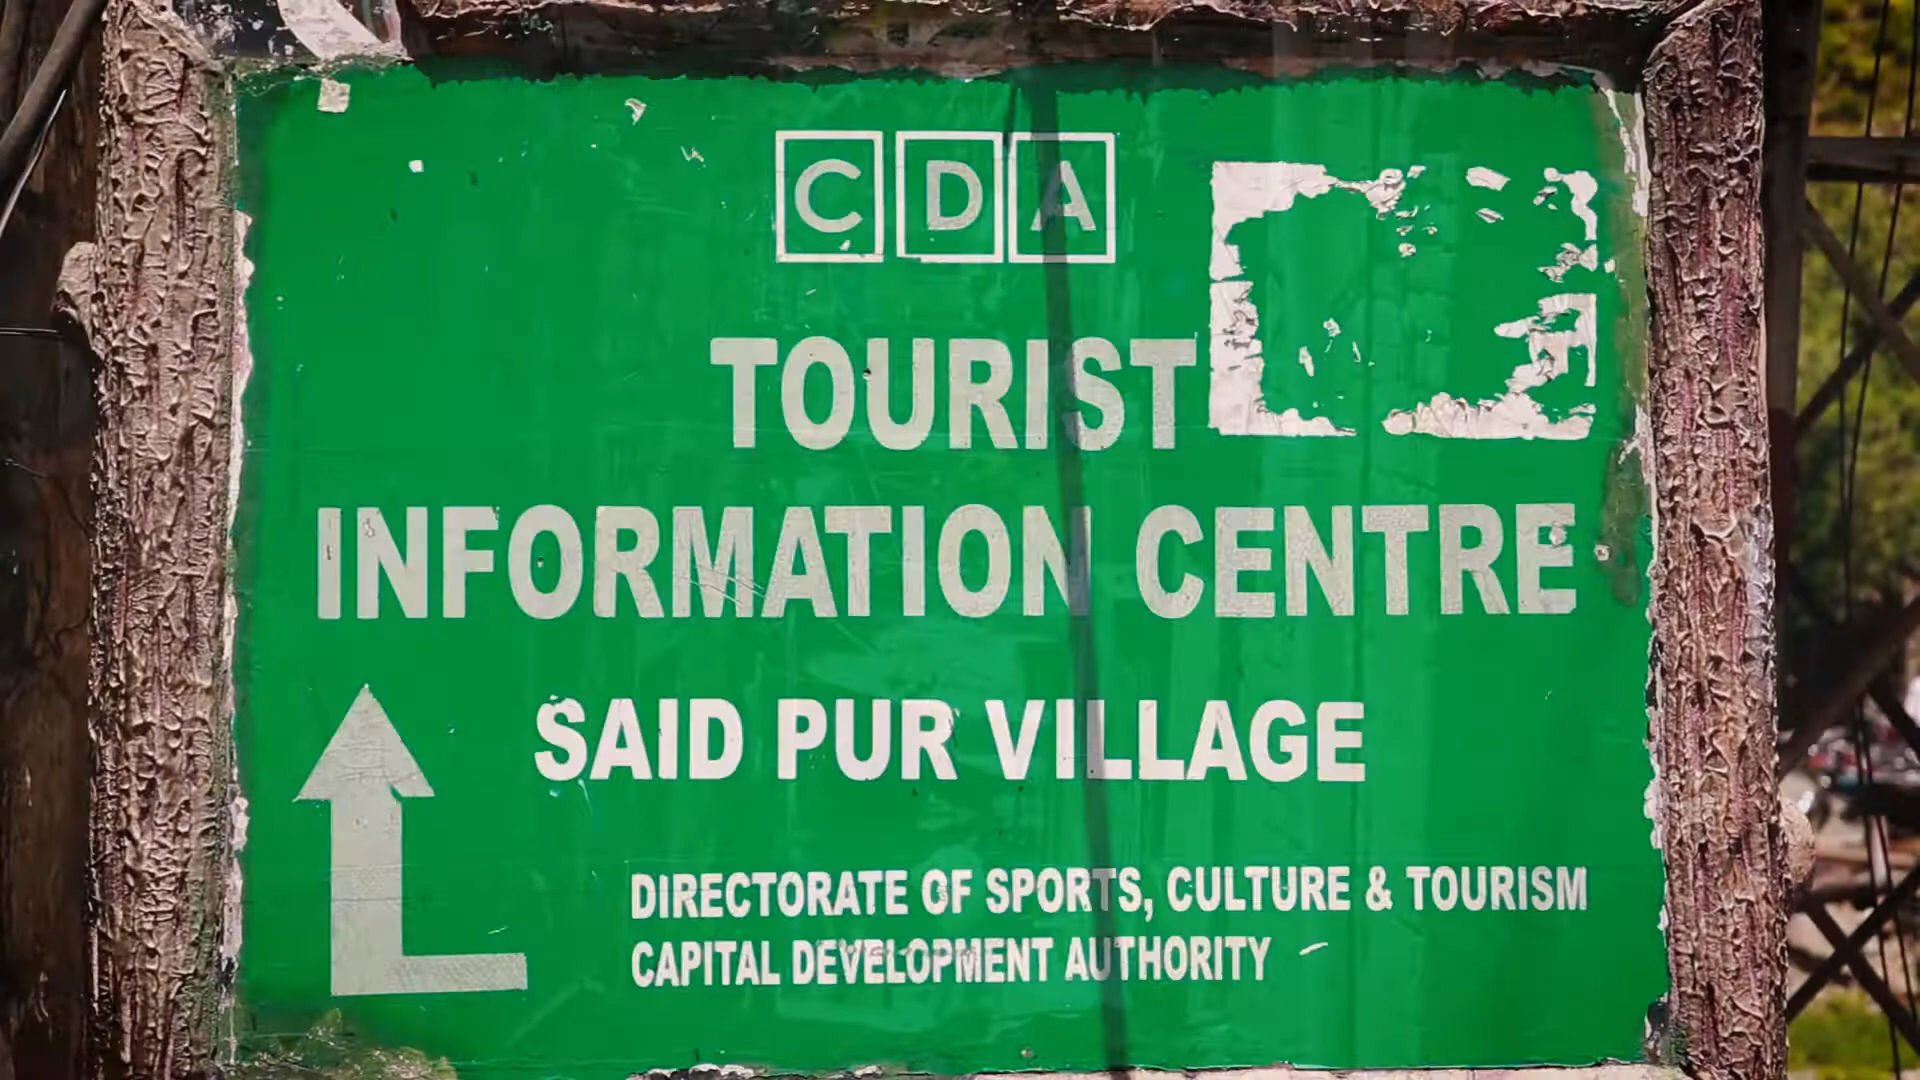 CDA
TOURIST
INFORMATION CENTRE
SAID PUR VILLAGE
DIRECTORATE OF SPORTS, CULTURE & TOURISM
CAPITAL DEVELOPMENT AUTHORITY